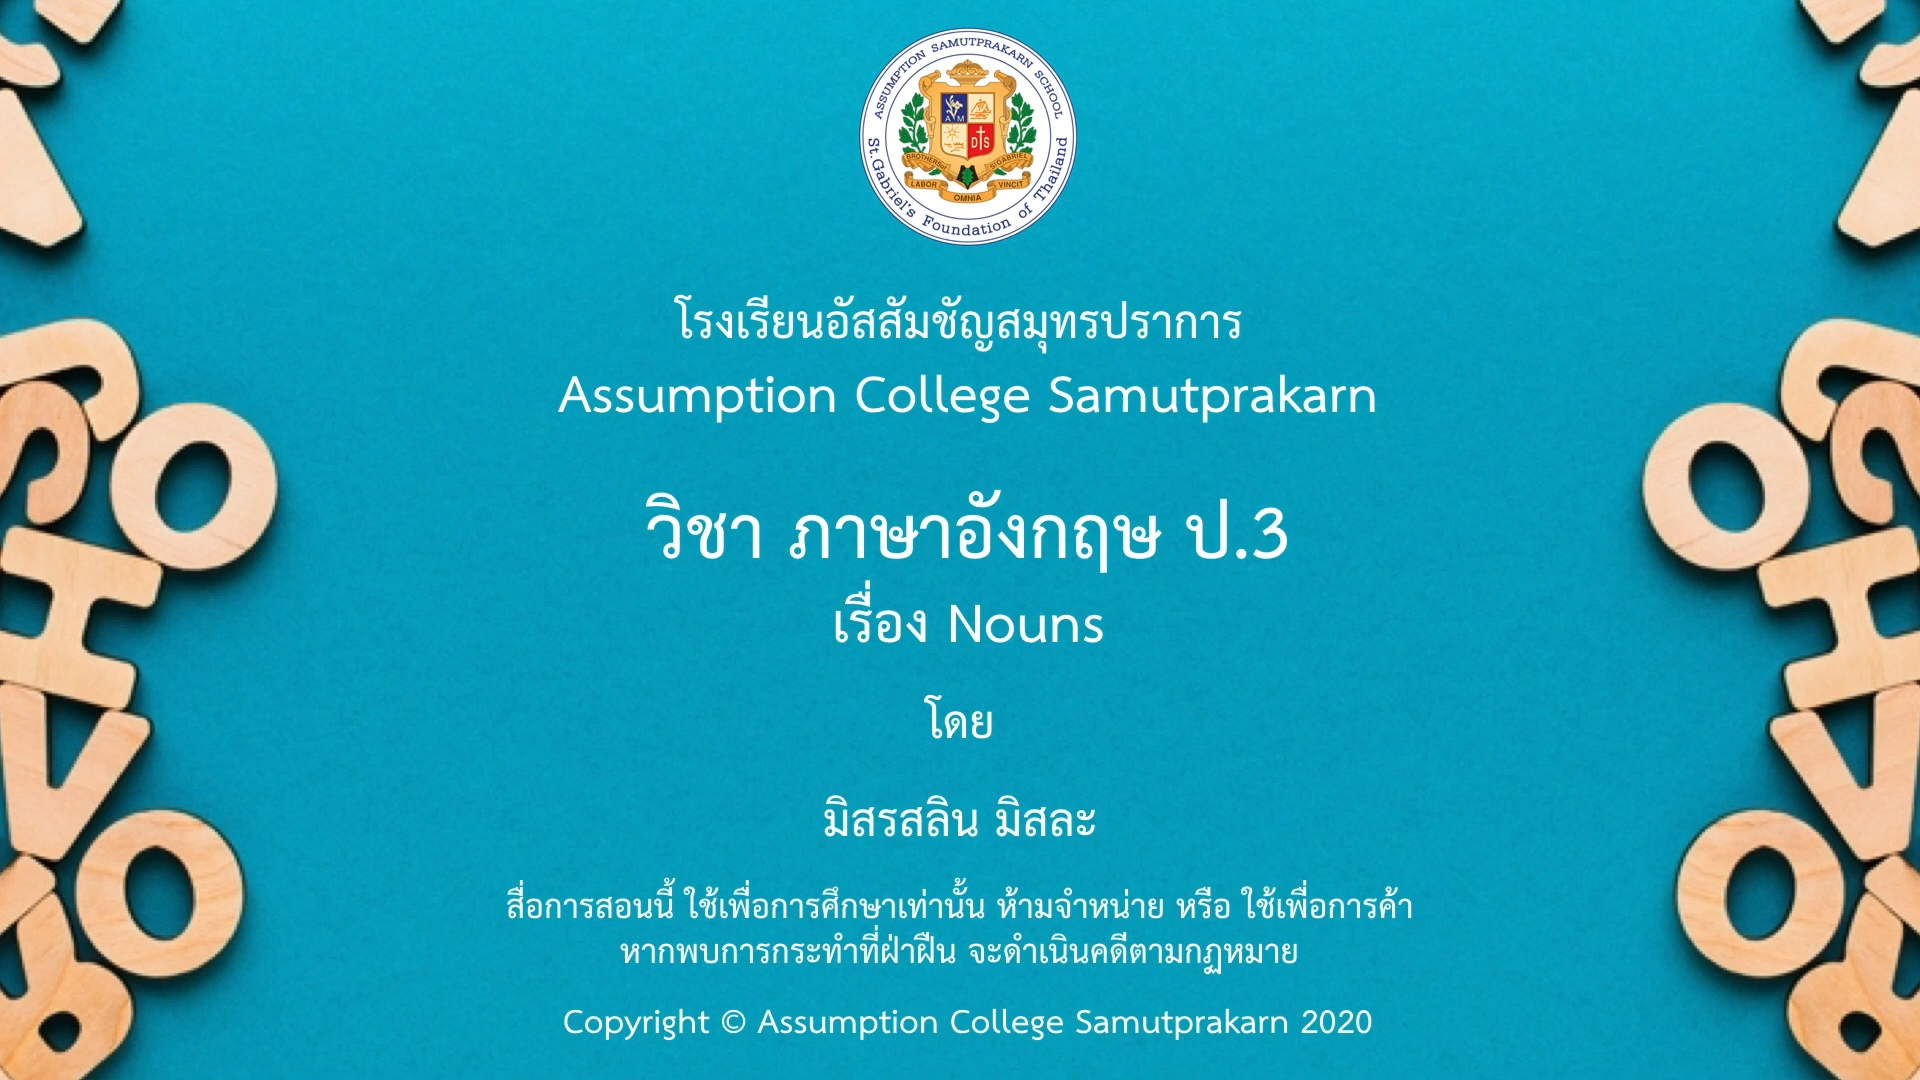 ASSUMPTION SAMUTPRAKARN SCHOOL
A M
D S
BROTHERS of ST GABRIEL
LABOR OMNIA VINCIT
St.Gabriel's Foundation of Thailand
โรงเรียนอัสสัมชัญสมุทรปราการ
Assumption College Samutprakarn
วิชา ภาษาอังกฤษ ป.3
เรื่อง Nouns
โดย
มิสรสลิน มิสละ
สื่อการสอนนี้ ใช้เพื่อการศึกษาเท่านั้น ห้ามจำหน่าย หรือ ใช้เพื่อการค้า
หากพบการกระทำที่ฝ่าฝืน จะดำเนินคดีตามกฏหมาย
Copyright © Assumption College Samutprakarn 2020